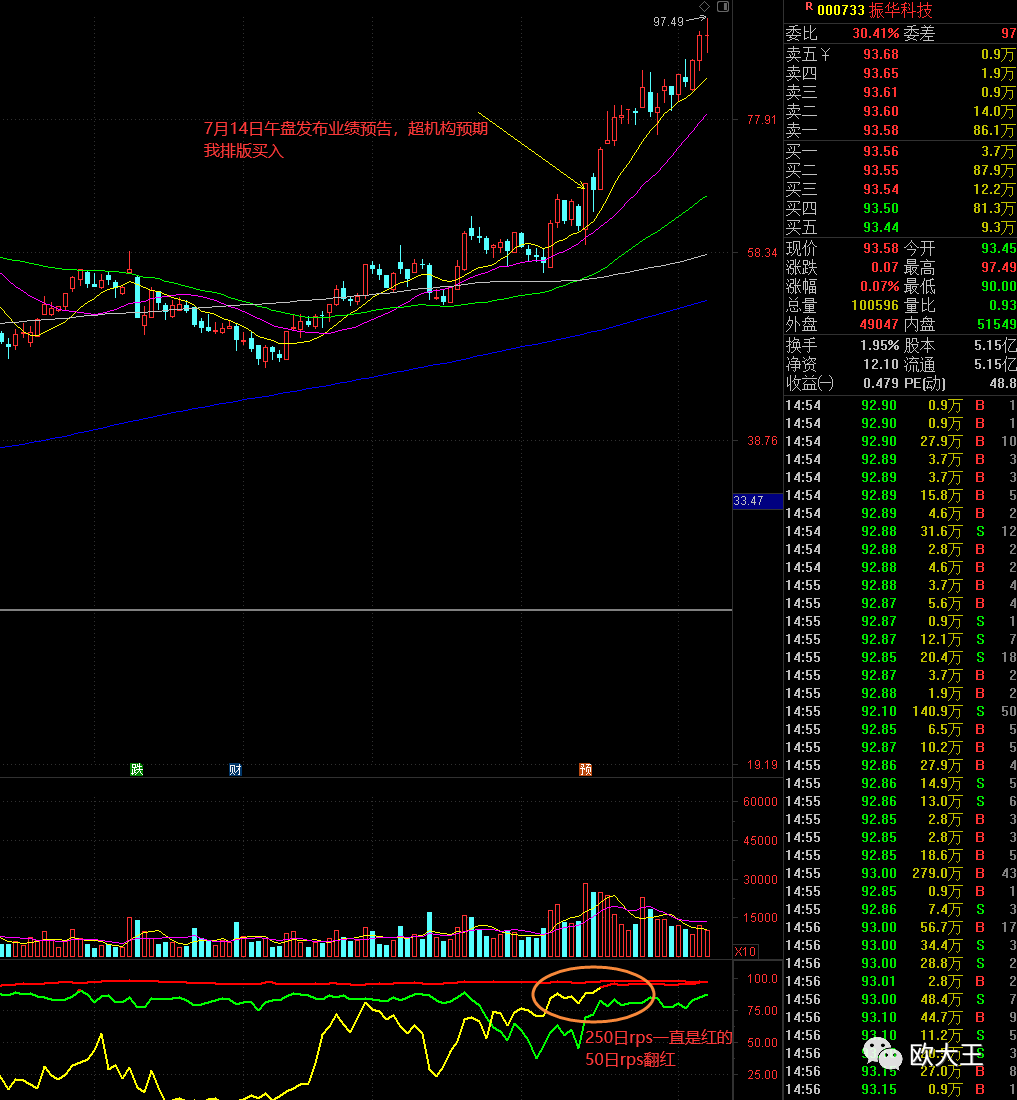 97.49
7月14日午盘发布业绩预告，超机构预期
我排版买入
77.91
58.34
38.76
33.47
19.19
跌
财
预
60000
45000
30000
15000
X10
100.0
75.00
50.00
25.00
250日rps一直是红的
50日rps翻红
R 000733 振华科技
委比 30.41% 委差 97
卖五 ¥ 93.68 0.9万
卖四 93.65 1.9万
卖三 93.61 0.9万
卖二 93.60 14.0万
卖一 93.58 86.1万
买一 93.56 3.7万
买二 93.55 87.9万
买三 93.54 12.2万
买四 93.50 81.3万
买五 93.44 9.3万
现价 93.58 今开 93.45
涨跌 0.07 最高 97.49
涨幅 0.07% 最低 90.00
总量 100596 量比 0.93
外盘 49047 内盘 51549
换手 1.95% 股本 5.15亿
净资 12.10 流通 5.15亿
收益㈠ 0.479 PE(动) 48.8
14:54 92.90 0.9万 B 1
14:54 92.90 0.9万 B 1
14:54 92.90 27.9万 B 10
14:54 92.89 3.7万 B 3
14:54 92.89 3.7万 B 3
14:54 92.89 15.8万 B 5
14:54 92.89 4.6万 B 2
14:54 92.88 31.6万 S 12
14:54 92.88 2.8万 B 2
14:54 92.88 4.6万 B 2
14:55 92.88 3.7万 B 4
14:55 92.87 5.6万 B 4
14:55 92.87 0.9万 S 1
14:55 92.87 12.1万 S 7
14:55 92.85 20.4万 S 18
14:55 92.87 3.7万 B 2
14:55 92.88 1.9万 B 2
14:55 92.10 140.9万 S 50
14:55 92.85 6.5万 B 5
14:55 92.87 10.2万 B 5
14:55 92.86 27.9万 B 4
14:55 92.86 14.9万 S 5
14:55 92.86 13.0万 S 6
14:55 92.85 2.8万 B 3
14:55 92.85 2.8万 B 3
14:55 92.85 18.6万 B 5
14:55 93.00 279.0万 B 43
14:55 92.85 0.9万 B 1
14:55 92.86 7.4万 S 3
14:56 93.00 56.7万 B 17
14:56 93.00 34.4万 S 3
14:56 93.00 28.8万 S 2
14:56 93.01 2.8万 B 2
14:56 93.00 48.4万 S 7
14:56 93.10 44.7万 B 9
14:56 93.10 11.2万 S 5
14:56 S 3
欧大王
14:56 93.15 27.0万 B 8
14:56 93.15 0.9万 B 1